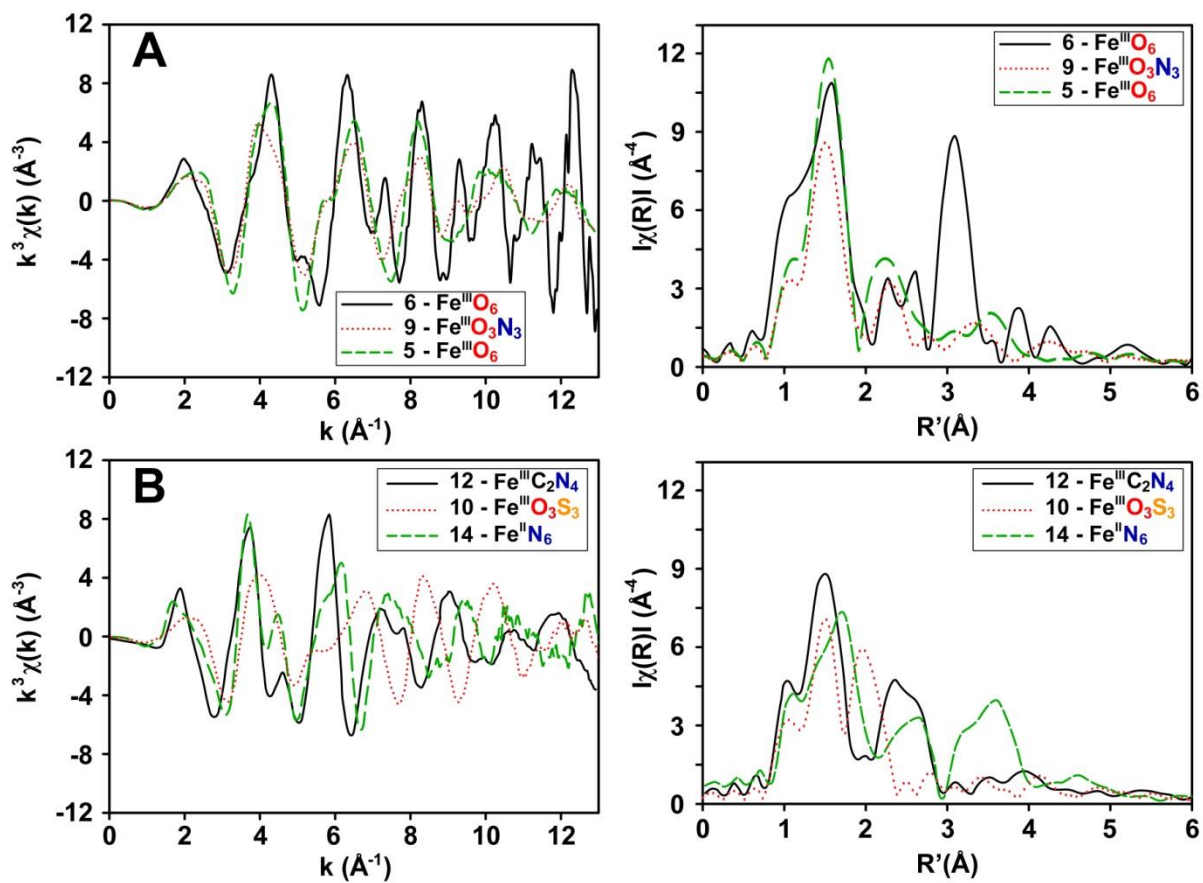 A
12
8
4
0
-4
-8
-12
k³χ(k) (Å⁻³)
6 - FeᴵᴵᴵO₆
9 - FeᴵᴵᴵO₃N₃
5 - FeᴵᴵᴵO₆
0 2 4 6 8 10 12
k (Å⁻¹)
12
9
6
3
0
Iχ(R)I (Å⁻⁴)
6 - FeᴵᴵᴵO₆
9 - FeᴵᴵᴵO₃N₃
5 - FeᴵᴵᴵO₆
0 1 2 3 4 5 6
R'(Å)
B
12
8
4
0
-4
-8
-12
k³χ(k) (Å⁻³)
12 - FeᴵᴵᴵC₂N₄
10 - FeᴵᴵᴵO₃S₃
14 - FeᴵᴵN₆
0 2 4 6 8 10 12
k (Å⁻¹)
12
9
6
3
0
Iχ(R)I (Å⁻⁴)
12 - FeᴵᴵᴵC₂N₄
10 - FeᴵᴵᴵO₃S₃
14 - FeᴵᴵN₆
0 1 2 3 4 5 6
R'(Å)